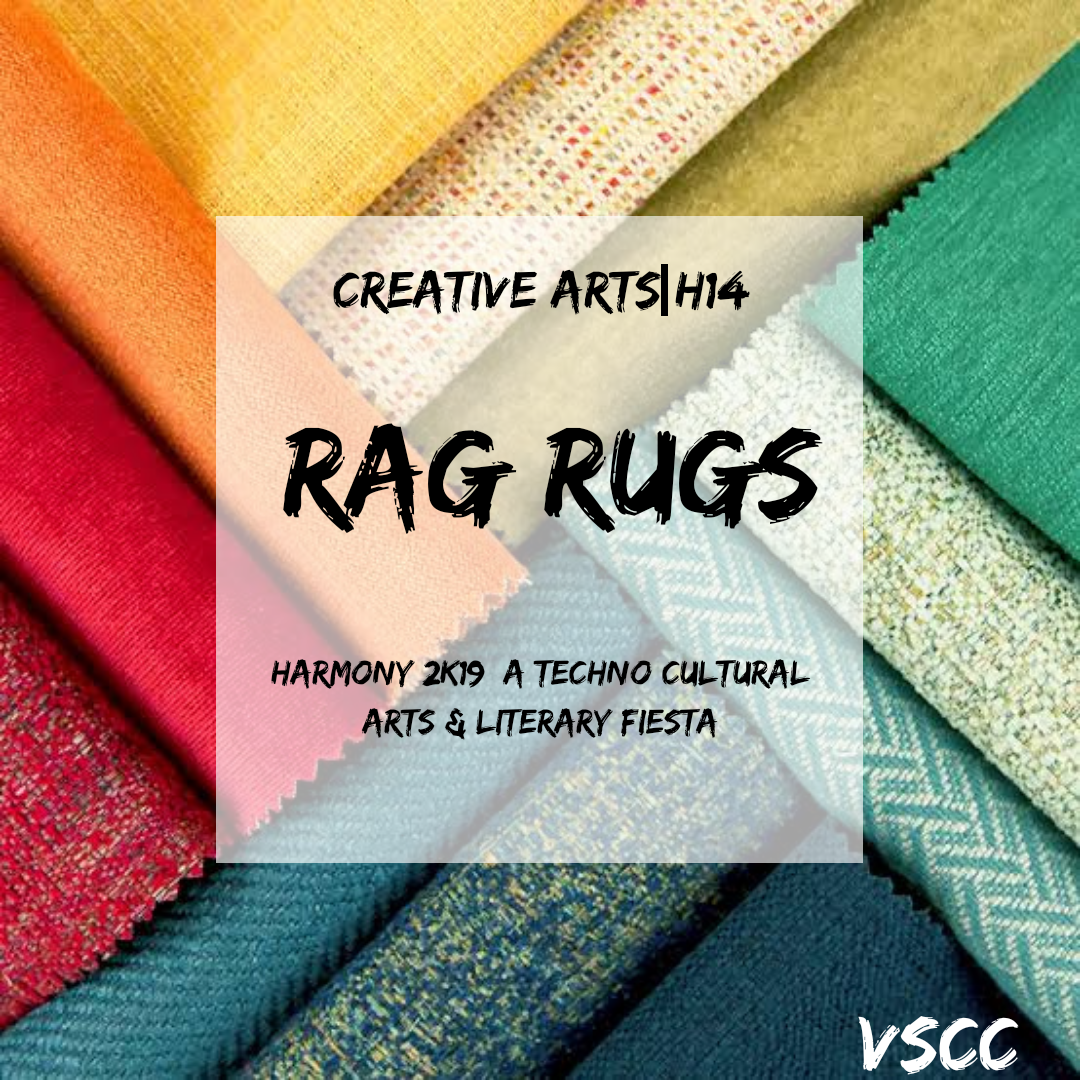 CREATIVE ARTS|H14
RAG RUGS
HARMONY 2K19 A TECHNO CULTURAL
ARTS & LITERARY FIESTA
VSCC